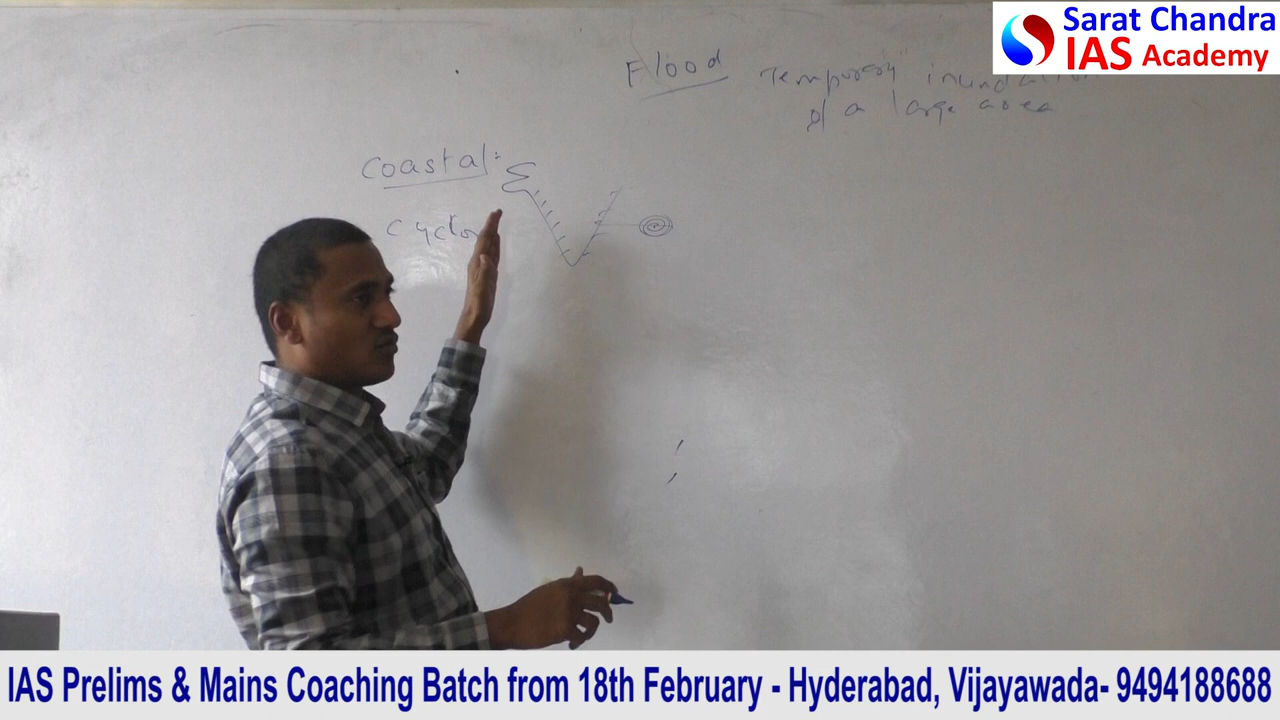 Sarat Chandra
IAS Academy
Flood "Temporary" inundation
of a large area
Coastal:
IAS Prelims & Mains Coaching Batch from 18th February - Hyderabad, Vijayawada- 9494188688